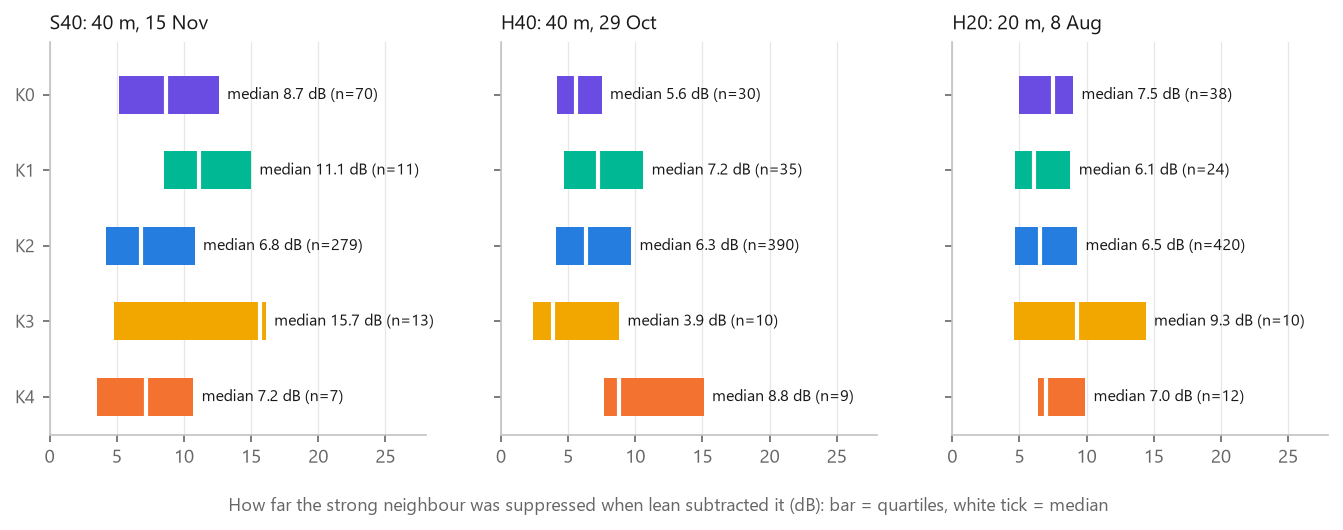 S40: 40 m, 15 Nov
H40: 40 m, 29 Oct
H20: 20 m, 8 Aug
K0
median 8.7 dB (n=70)
median 5.6 dB (n=30)
median 7.5 dB (n=38)
K1
median 11.1 dB (n=11)
median 7.2 dB (n=35)
median 6.1 dB (n=24)
K2
median 6.8 dB (n=279)
median 6.3 dB (n=390)
median 6.5 dB (n=420)
K3
median 15.7 dB (n=13)
median 3.9 dB (n=10)
median 9.3 dB (n=10)
K4
median 7.2 dB (n=7)
median 8.8 dB (n=9)
median 7.0 dB (n=12)
0 5 10 15 20 25
0 5 10 15 20 25
0 5 10 15 20 25
How far the strong neighbour was suppressed when lean subtracted it (dB): bar = quartiles, white tick = median